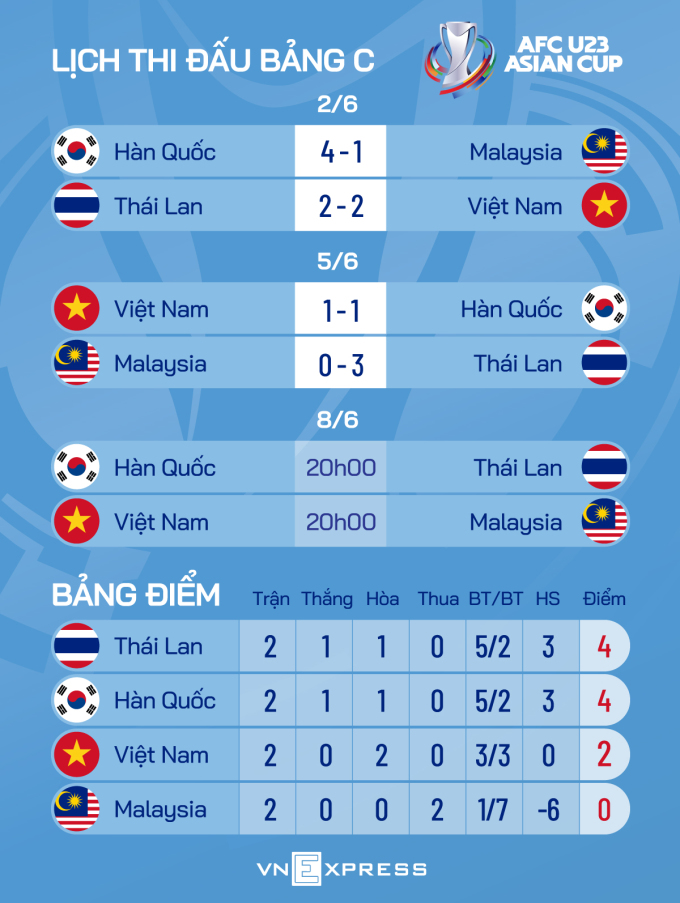 LỊCH THI ĐẤU BẢNG C
AFC U23
ASIAN CUP
2/6
Hàn Quốc 4-1 Malaysia
Thái Lan 2-2 Việt Nam
5/6
Việt Nam 1-1 Hàn Quốc
Malaysia 0-3 Thái Lan
8/6
Hàn Quốc 20h00 Thái Lan
Việt Nam 20h00 Malaysia
BẢNG ĐIỂM Trận Thắng Hòa Thua BT/BT HS Điểm
Thái Lan 2 1 1 0 5/2 3 4
Hàn Quốc 2 1 1 0 5/2 3 4
Việt Nam 2 0 2 0 3/3 0 2
Malaysia 2 0 0 2 1/7 -6 0
VNEXPRESS